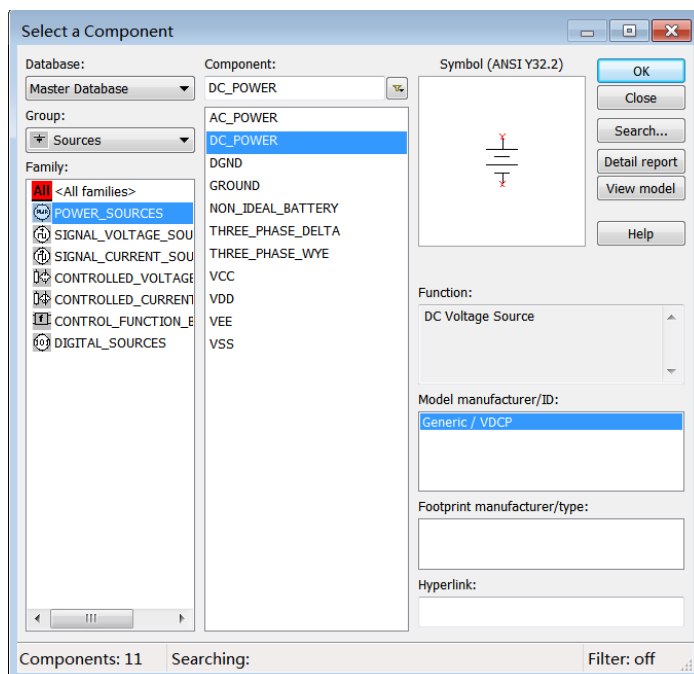 Select a Component
Database:
Master Database
Group:
Sources
Family:
All <All families>
POWER_SOURCES
SIGNAL_VOLTAGE_SOU
SIGNAL_CURRENT_SOU
CONTROLLED_VOLTAGE
CONTROLLED_CURRENT
CONTROL_FUNCTION_B
DIGITAL_SOURCES
Component:
DC_POWER
AC_POWER
DC_POWER
DGND
GROUND
NON_IDEAL_BATTERY
THREE_PHASE_DELTA
THREE_PHASE_WYE
VCC
VDD
VEE
VSS
Symbol (ANSI Y32.2)
Function:
DC Voltage Source
Model manufacturer/ID:
Generic / VDCP
Footprint manufacturer/type:
Hyperlink:
OK
Close
Search...
Detail report
View model
Help
Components: 11
Searching:
Filter: off